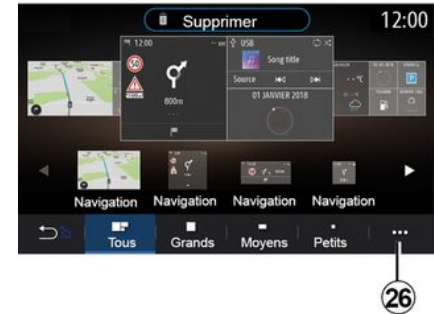 Supprimer
12:00
12:00
USB
50
Song title
Source
800m
01 JANVIER 2018
P
Navigation Navigation Navigation Navigation
Tous Grands Moyens Petits
26